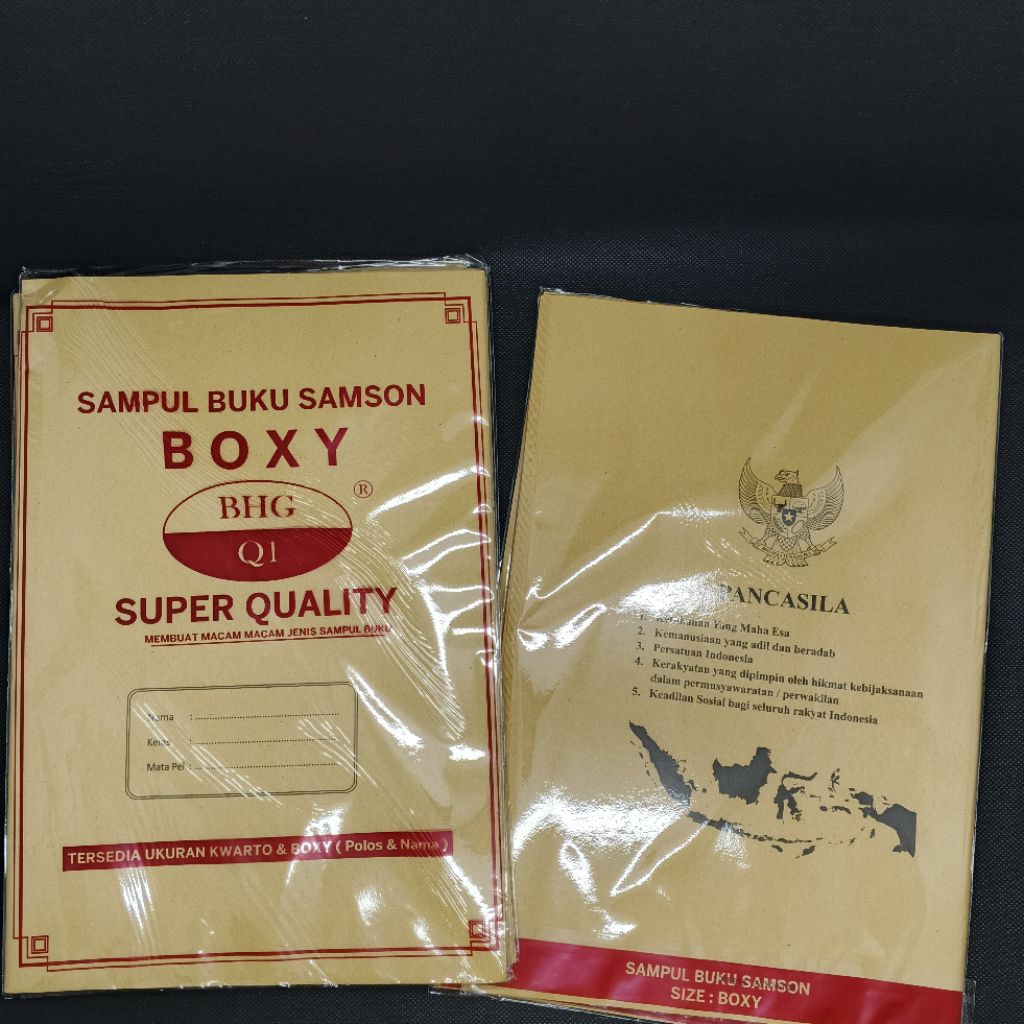 SAMPUL BUKU SAMSON
BOXY
®
BHG
Q1
SUPER QUALITY
MEMBUAT MACAM MACAM JENIS SAMPUL BUKU
Nama : ........................................
Kelas : ........................................
Mata Pel : ........................................
TERSEDIA UKURAN KWARTO & BOXY ( Polos & Nama )
PANCASILA
1. Ketuhanan Yang Maha Esa
2. Kemanusiaan yang adil dan beradab
3. Persatuan Indonesia
4. Kerakyatan yang dipimpin oleh hikmat kebijaksanaan
dalam permusyawaratan / perwakilan
5. Keadilan Sosial bagi seluruh rakyat Indonesia
SAMPUL BUKU SAMSON
SIZE : BOXY